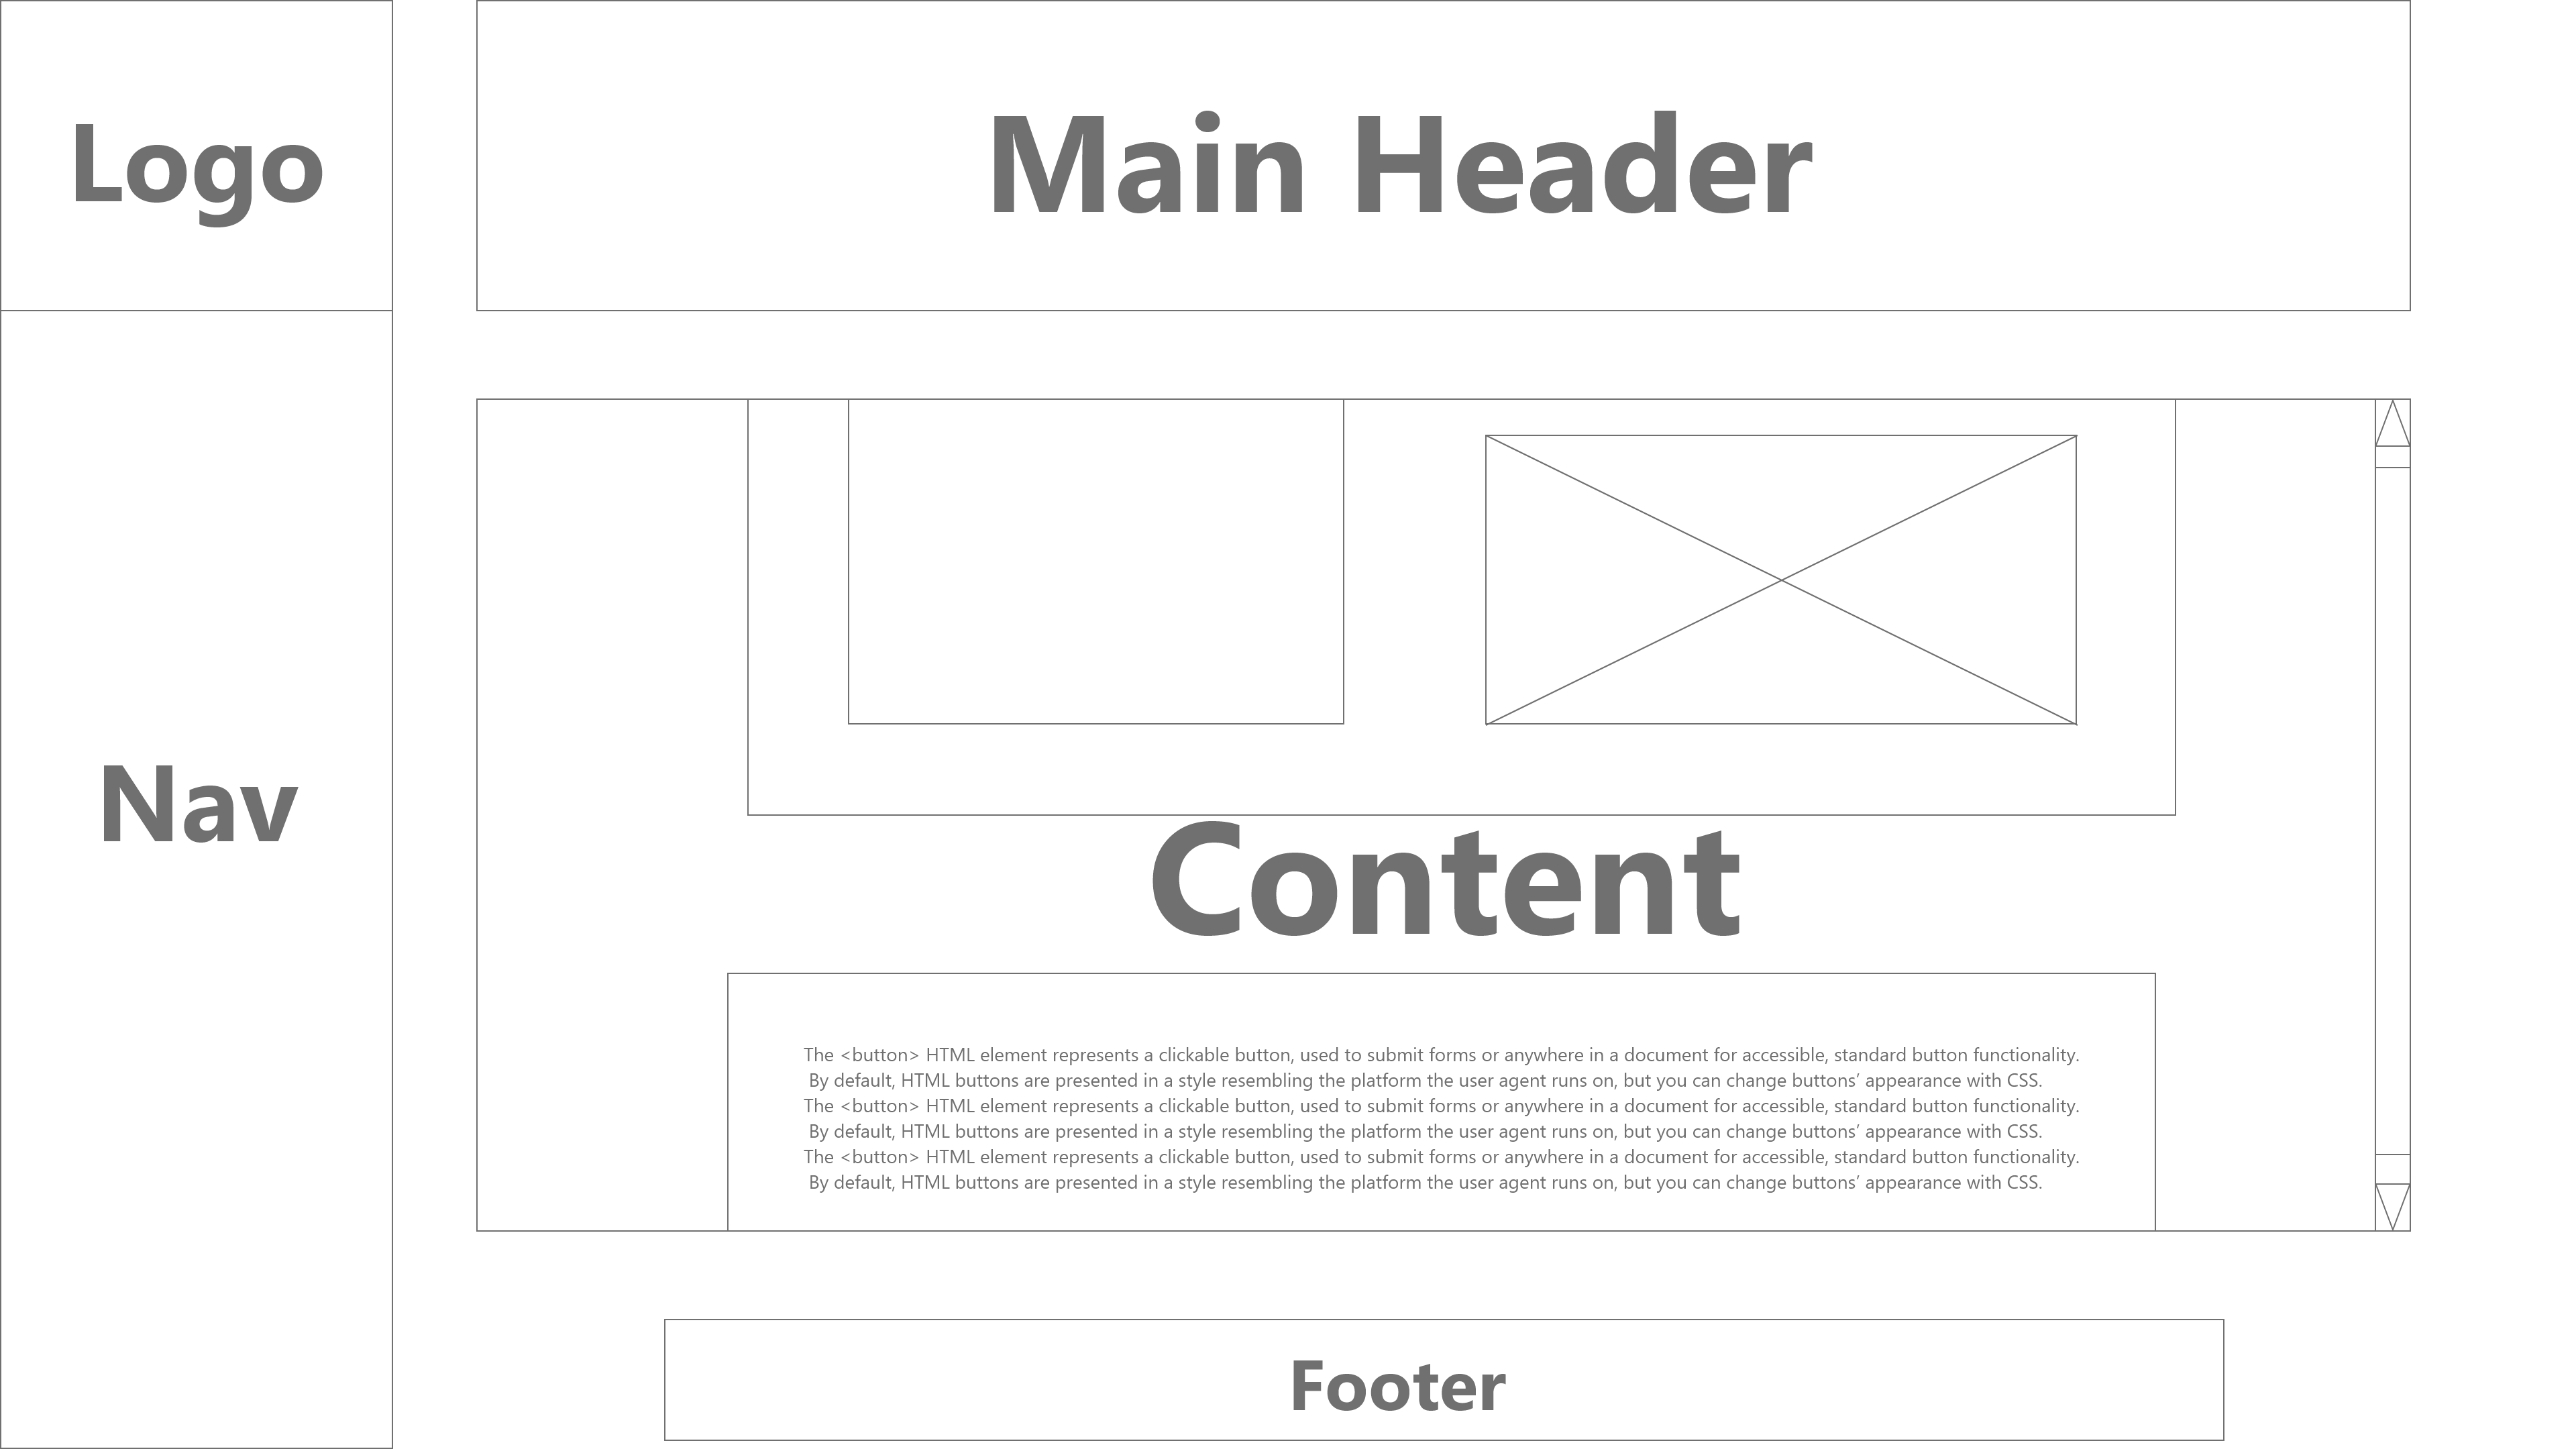 Logo
Main Header
Nav
Content
The <button> HTML element represents a clickable button, used to submit forms or anywhere in a document for accessible, standard button functionality.
By default, HTML buttons are presented in a style resembling the platform the user agent runs on, but you can change buttons’ appearance with CSS.
The <button> HTML element represents a clickable button, used to submit forms or anywhere in a document for accessible, standard button functionality.
By default, HTML buttons are presented in a style resembling the platform the user agent runs on, but you can change buttons’ appearance with CSS.
The <button> HTML element represents a clickable button, used to submit forms or anywhere in a document for accessible, standard button functionality.
By default, HTML buttons are presented in a style resembling the platform the user agent runs on, but you can change buttons’ appearance with CSS.
Footer